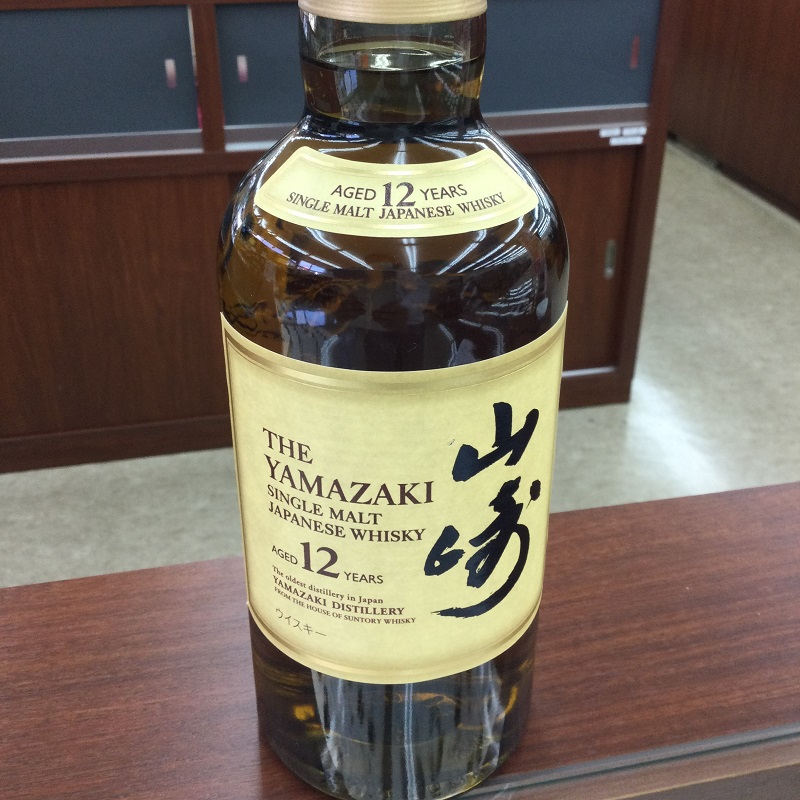 AGED 12 YEARS
SINGLE MALT JAPANESE WHISKY
THE
YAMAZAKI
SINGLE MALT
JAPANESE WHISKY
AGED 12 YEARS
The oldest distillery in Japan
YAMAZAKI DISTILLERY
FROM THE HOUSE OF SUNTORY WHISKY
ウイスキー
山崎